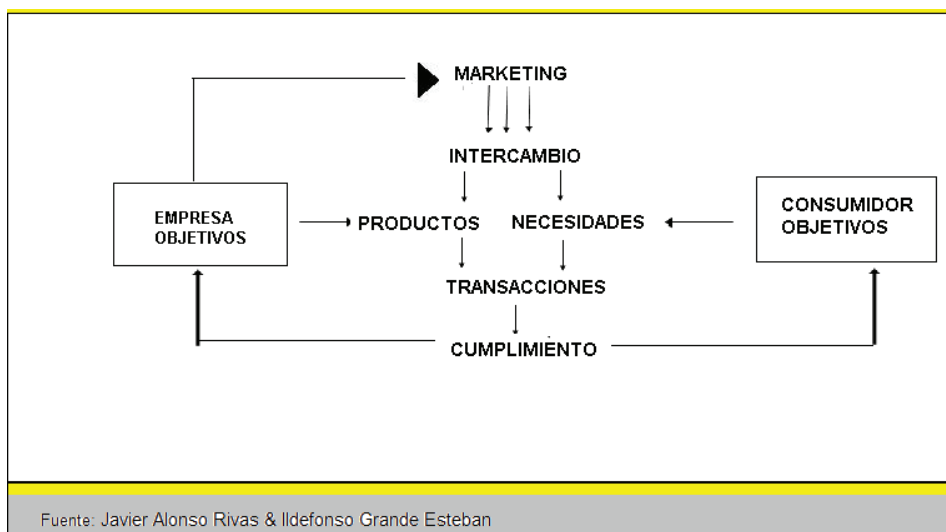 MARKETING
INTERCAMBIO
EMPRESA
OBJETIVOS
PRODUCTOS
NECESIDADES
CONSUMIDOR
OBJETIVOS
TRANSACCIONES
CUMPLIMIENTO
Fuente: Javier Alonso Rivas & Ildefonso Grande Esteban